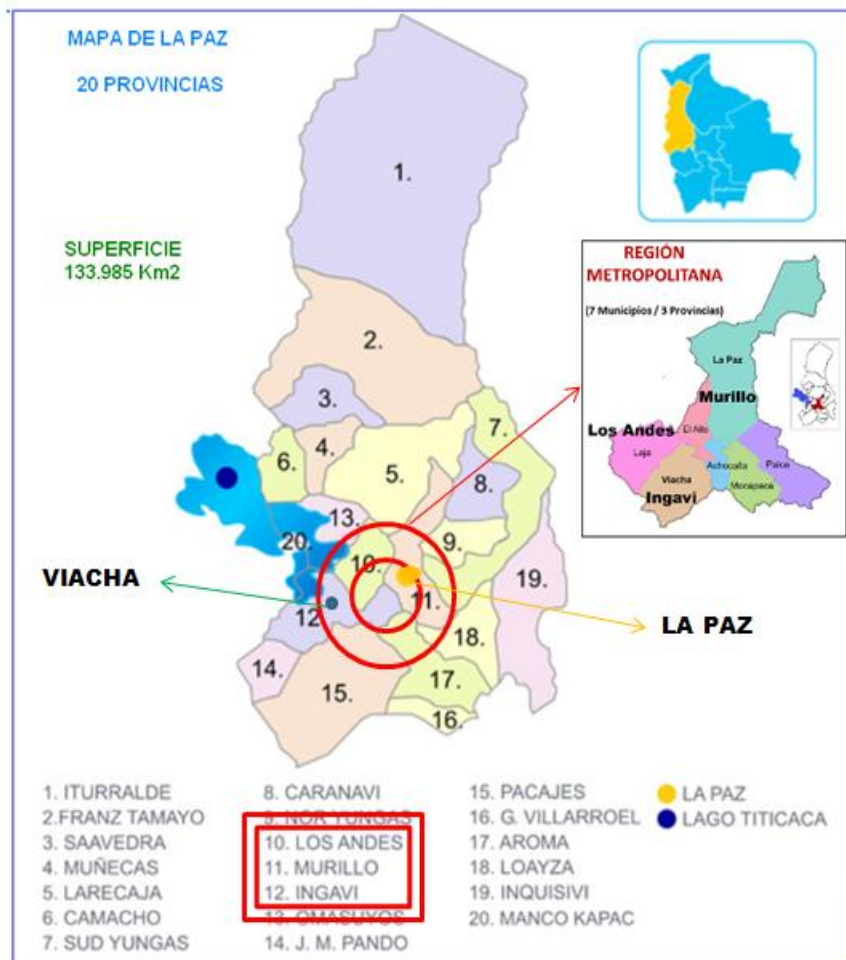 MAPA DE LA PAZ
20 PROVINCIAS
SUPERFICIE
133.985 Km2
REGIÓN
METROPOLITANA
(7 Municipios / 3 Provincias)
La Paz
Murillo
Los Andes
El Alto
Laja
Achocalla
Palca
Viacha
Mecapaca
Ingavi
1.
2.
3.
4.
5.
6.
7.
8.
9.
10.
11.
12
13.
14.
15.
16.
17.
18.
19.
20.
VIACHA
LA PAZ
1. ITURRALDE
2.FRANZ TAMAYO
3. SAAVEDRA
4. MUÑECAS
5. LARECAJA
6. CAMACHO
7. SUD YUNGAS
8. CARANAVI
9. NOR YUNGAS
10. LOS ANDES
11. MURILLO
12. INGAVI
13. OMASUYOS
14. J. M. PANDO
15. PACAJES
16. G. VILLARROEL
17. AROMA
18. LOAYZA
19. INQUISIVI
20. MANCO KAPAC
LA PAZ
LAGO TITICACA